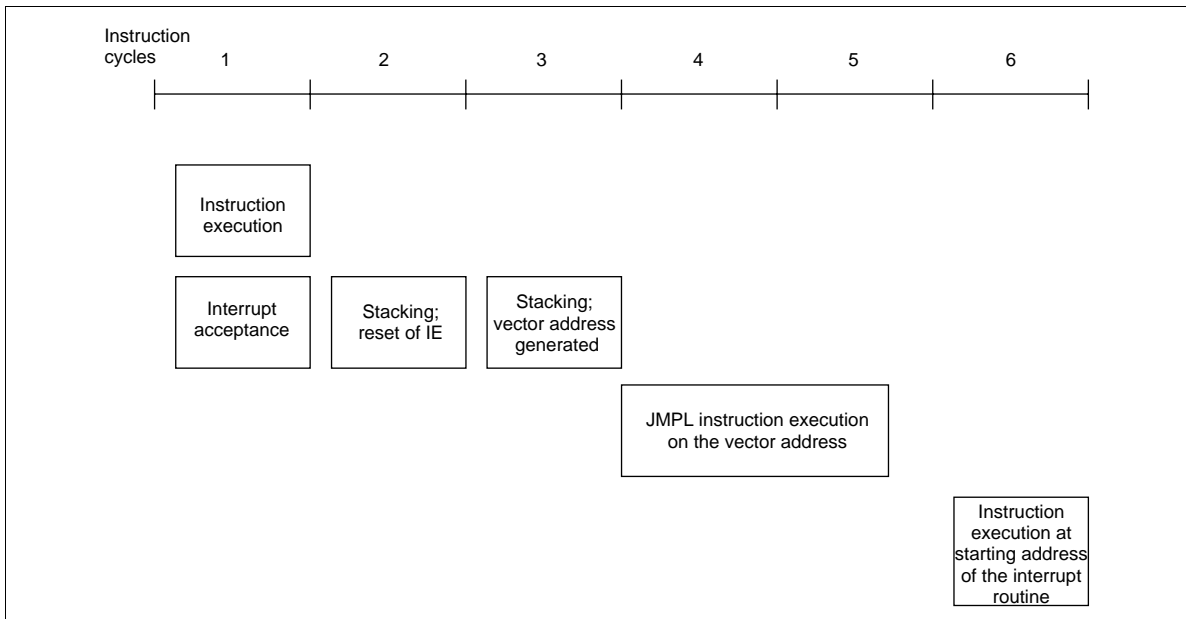 Instruction
cycles
1 2 3 4 5 6
Instruction
execution
Interrupt
acceptance
Stacking;
reset of IE
Stacking;
vector address
generated
JMPL instruction execution
on the vector address
Instruction
execution at
starting address
of the interrupt
routine